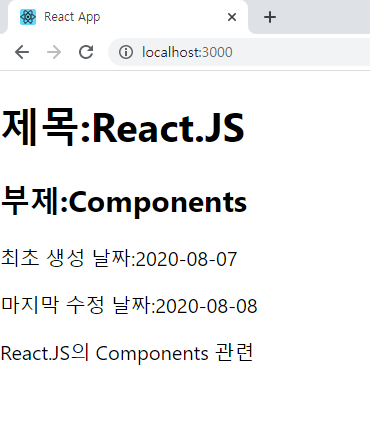 React App
localhost:3000
제목:React.JS
부제:Components
최초 생성 날짜:2020-08-07
마지막 수정 날짜:2020-08-08
React.JS의 Components 관련